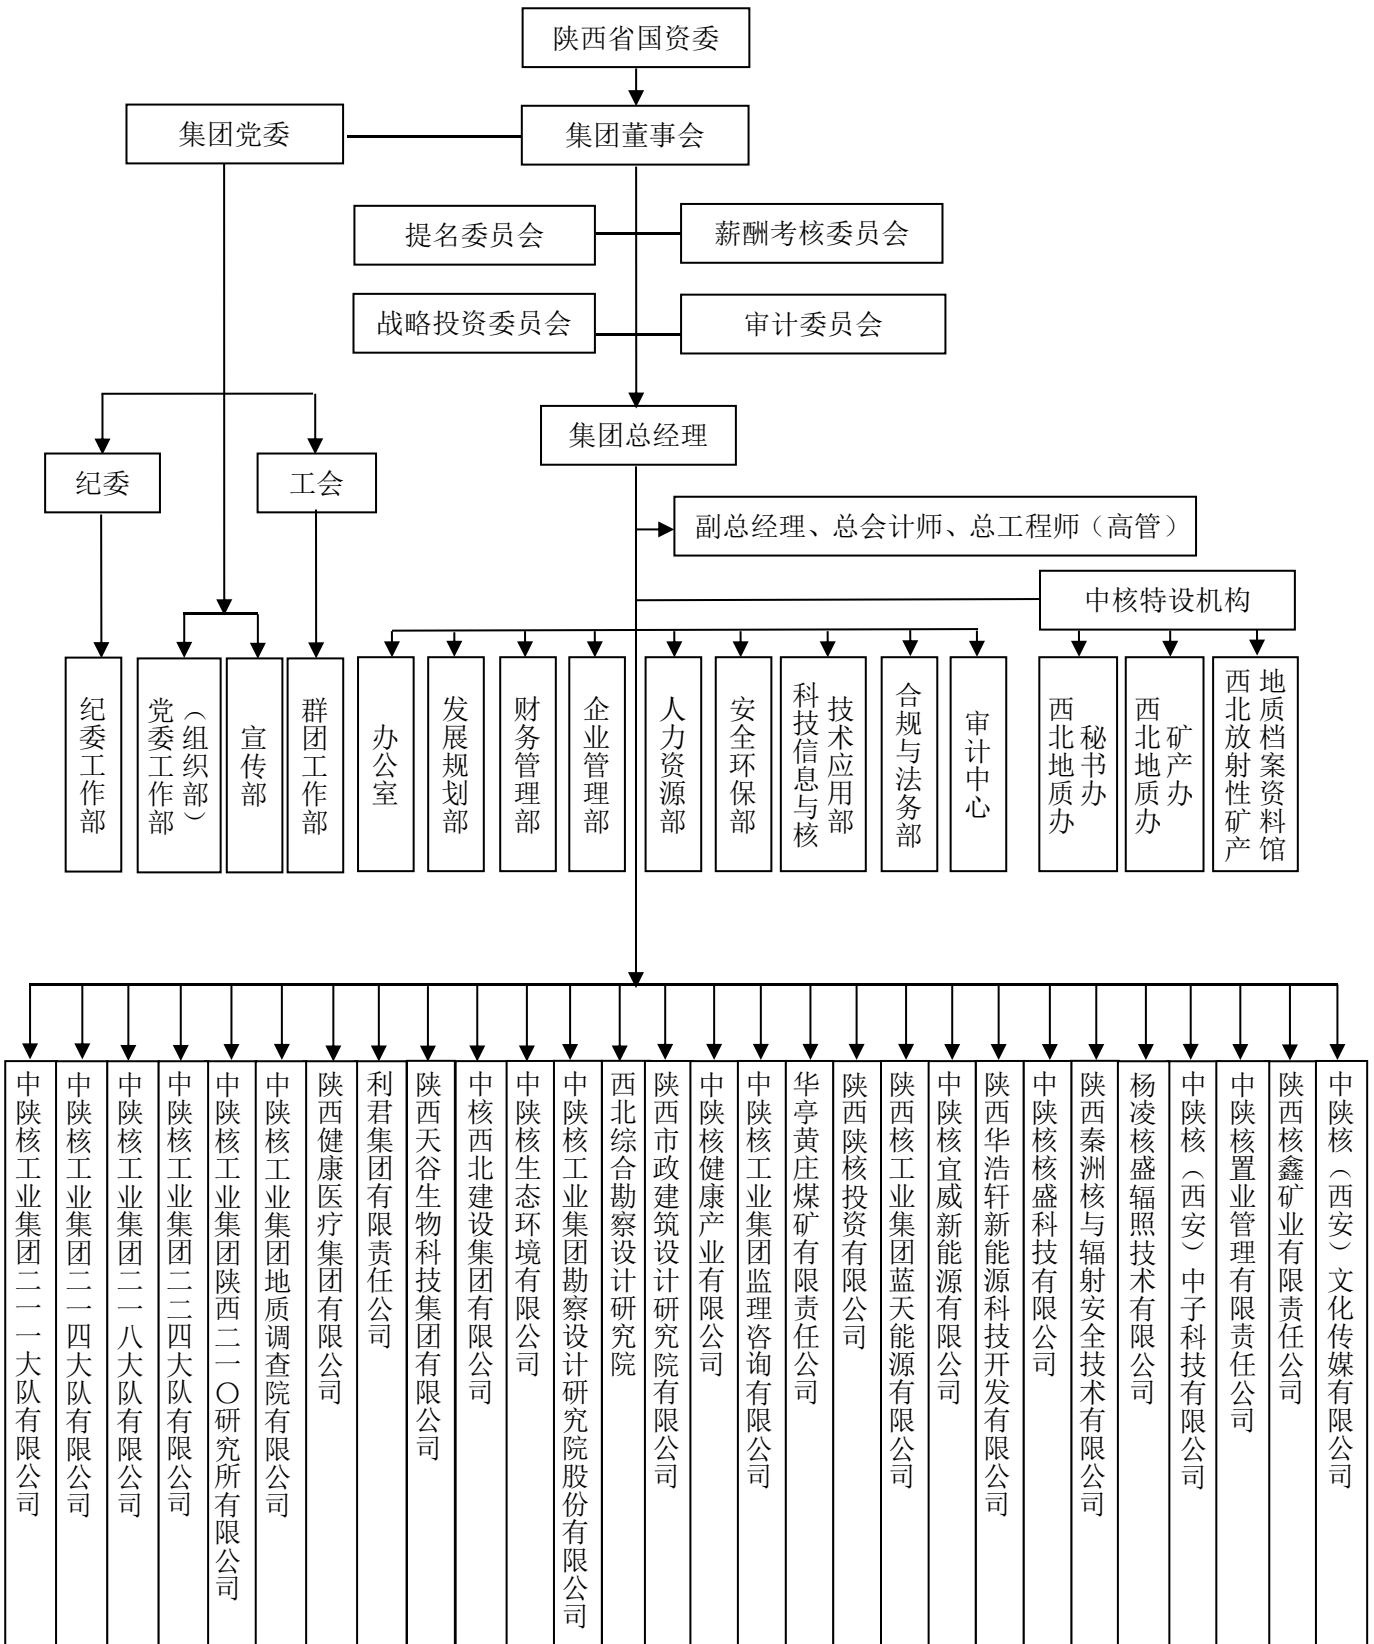 陕西省国资委
集团党委
集团董事会
提名委员会
薪酬考核委员会
战略投资委员会
审计委员会
集团总经理
纪委
工会
副总经理、总会计师、总工程师（高管）
中核特设机构
纪委工作部
党委工作部
（组织部）
宣传部
群团工作部
办公室
发展规划部
财务管理部
企业管理部
人力资源部
安全环保部
科技信息与核
技术应用部
合规与法务部
审计中心
西北地质办
秘书办
西北地质办
矿产办
西北放射性矿产
地质档案资料馆
中陕核工业集团二一一大队有限公司
中陕核工业集团二一四大队有限公司
中陕核工业集团二一八大队有限公司
中陕核工业集团二二四大队有限公司
中陕核工业集团陕西二一〇研究所有限公司
中陕核工业集团地质调查院有限公司
陕西健康医疗集团有限公司
利君集团有限责任公司
陕西天谷生物科技集团有限公司
中核西北建设集团有限公司
中陕核生态环境有限公司
中陕核工业集团勘察设计研究院股份有限公司
西北综合勘察设计研究院
陕西市政建筑设计研究院有限公司
中陕核健康产业有限公司
中陕核工业集团监理咨询有限公司
华亭黄庄煤矿有限责任公司
陕西陕核投资有限公司
陕西核工业集团蓝天能源有限公司
中陕核宜威新能源有限公司
陕西华浩轩新能源科技开发有限公司
中陕核核盛科技有限公司
陕西秦洲核与辐射安全技术有限公司
杨凌核盛辐照技术有限公司
中陕核（西安）中子科技有限公司
中陕核置业管理有限责任公司
陕西核鑫矿业有限责任公司
中陕核（西安）文化传媒有限公司